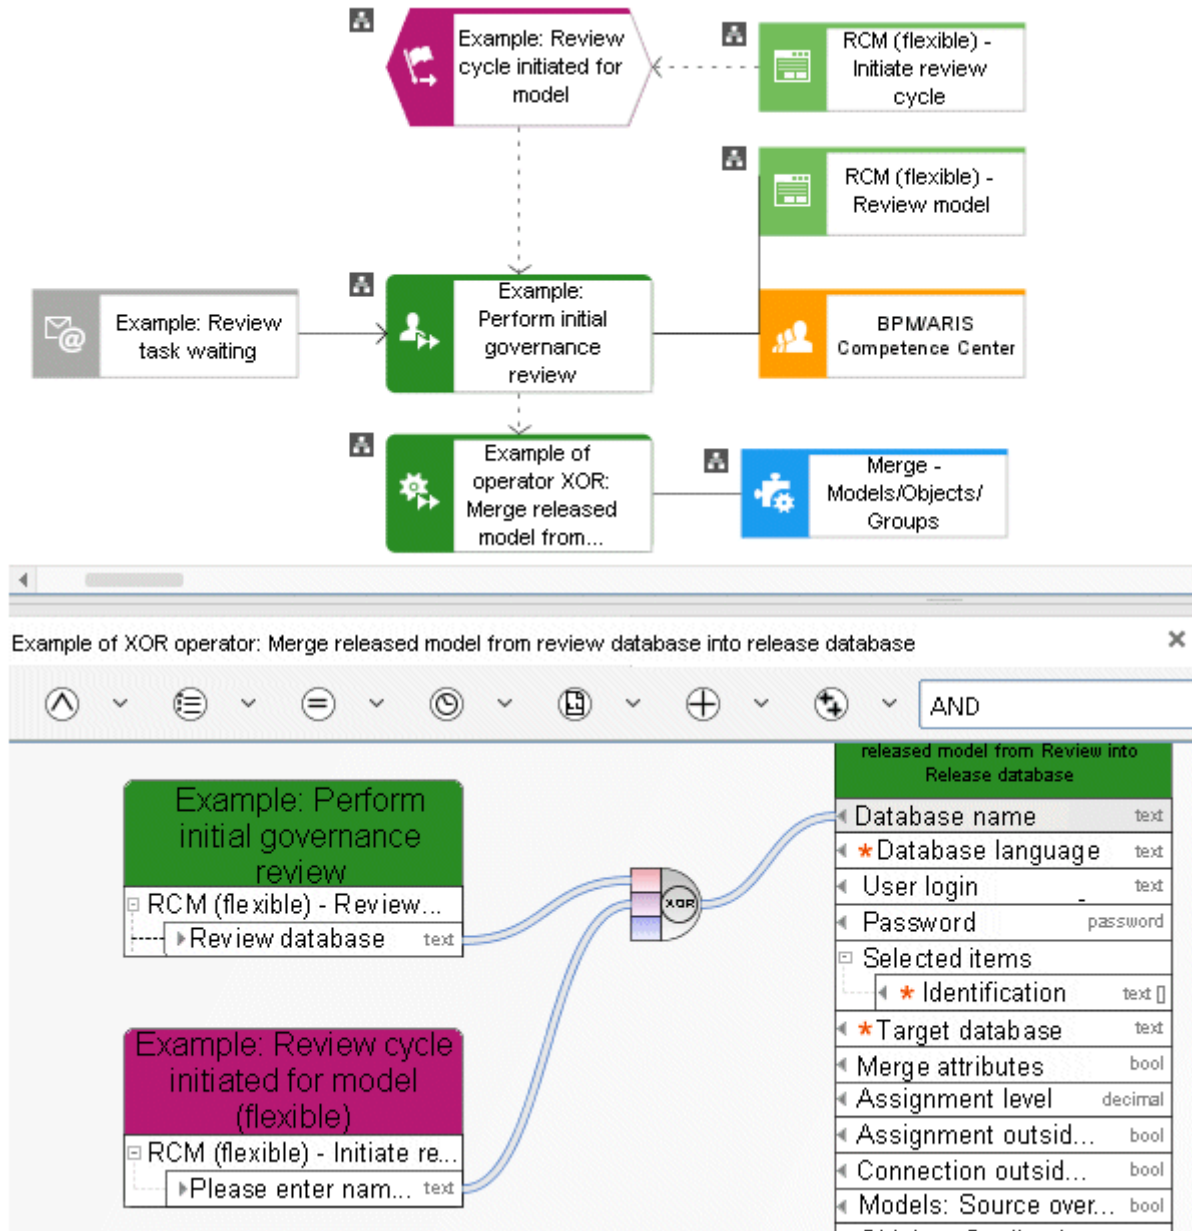 Example: Review
cycle initiated for
model
RCM (flexible) -
Initiate review
cycle
RCM (flexible) -
Review model
Example: Review
task waiting
Example:
Perform initial
governance
review
BPM/ARIS
Competence Center
Example of
operator XOR:
Merge released
model from...
Merge -
Models/Objects/
Groups
Example of XOR operator: Merge released model from review database into release database
AND
Example: Perform
initial governance
review
RCM (flexible) - Review...
Review database text
Example: Review cycle
initiated for model
(flexible)
RCM (flexible) - Initiate re...
Please enter nam... text
XOR
released model from Review into
Release database
Database name text
*Database language text
User login text
Password password
Selected items
* Identification text []
*Target database text
Merge attributes bool
Assignment level decimal
Assignment outsid... bool
Connection outsid... bool
Models: Source over... bool